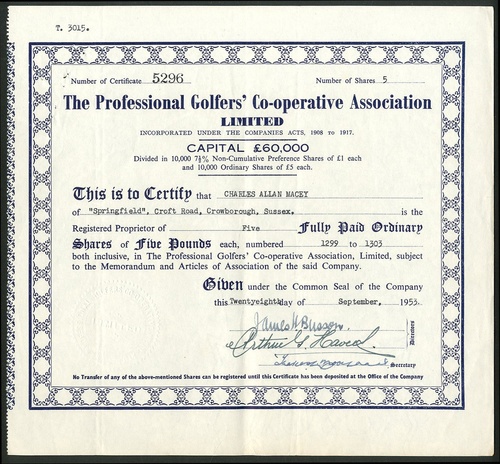 T. 3015.
Number of Certificate 5296
Number of Shares 5
The Professional Golfers' Co-operative Association
LIMITED
INCORPORATED UNDER THE COMPANIES ACTS, 1908 to 1917.
CAPITAL £60,000
Divided in 10,000 7½% Non-Cumulative Preference Shares of £1 each
and 10,000 Ordinary Shares of £5 each.
This is to Certify that CHARLES ALLAN MACEY
of "Springfield", Croft Road, Crowborough, Sussex. is the
Registered Proprietor of Five Fully Paid Ordinary
Shares of Five Pounds each, numbered 1299 to 1303
both inclusive, in The Professional Golfers' Co-operative Association, Limited, subject
to the Memorandum and Articles of Association of the said Company.
Given under the Common Seal of the Company
this Twentyeighth day of September, 1953.
James H Busson.
Arthur G. Havers.
Directors
Secretary
No Transfer of any of the above-mentioned Shares can be registered until this Certificate has been deposited at the Office of the Company